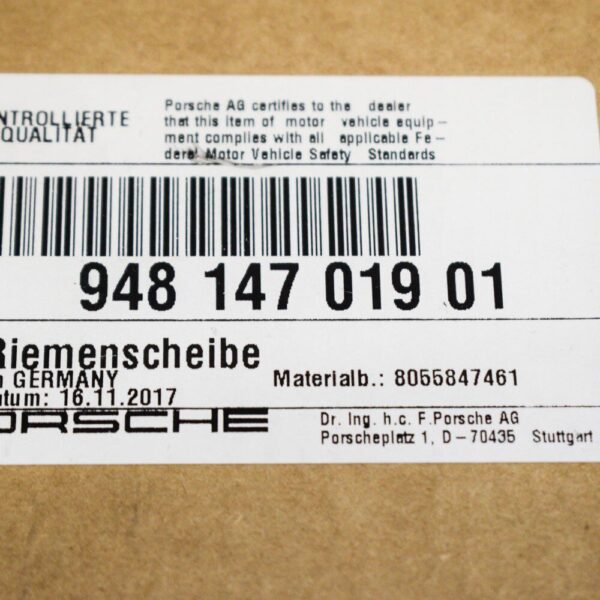 NTROLLIERTE
QUALITÄT
Porsche AG certifies to the dealer
that this item of motor vehicle equip-
ment complies with all applicable Fe-
deral Motor Vehicle Safety Standards
948 147 019 01
Riemenscheibe
n GERMANY
Materialb.: 8055847461
atum: 16.11.2017
ORSCHE
Dr. Ing. h.c. F.Porsche AG
Porscheplatz 1, D-70435 Stuttgart